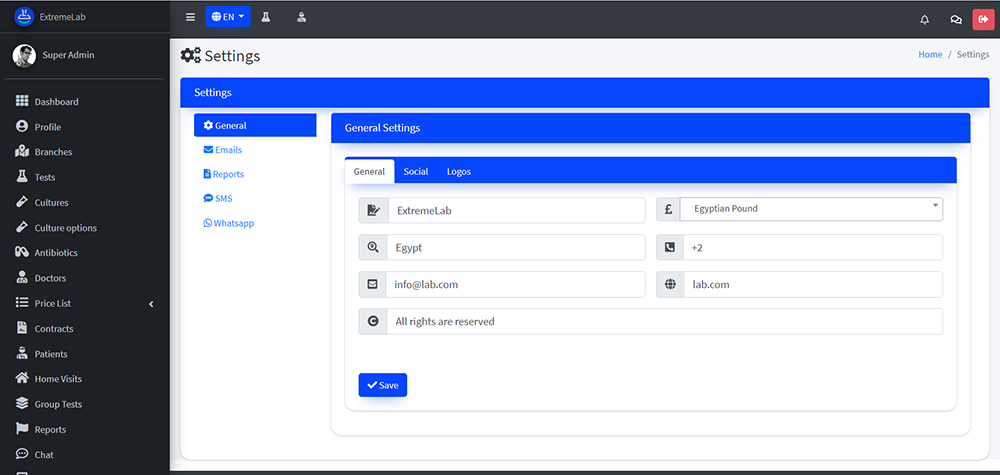 ExtremeLab
EN
Super Admin
Settings
Home / Settings
Dashboard
Profile
Branches
Tests
Cultures
Culture options
Antibiotics
Doctors
Price List
Contracts
Patients
Home Visits
Group Tests
Reports
Chat
Settings
General
Emails
Reports
SMS
Whatsapp
General Settings
General Social Logos
ExtremeLab
£ Egyptian Pound
Egypt
+2
info@lab.com
lab.com
All rights are reserved
Save